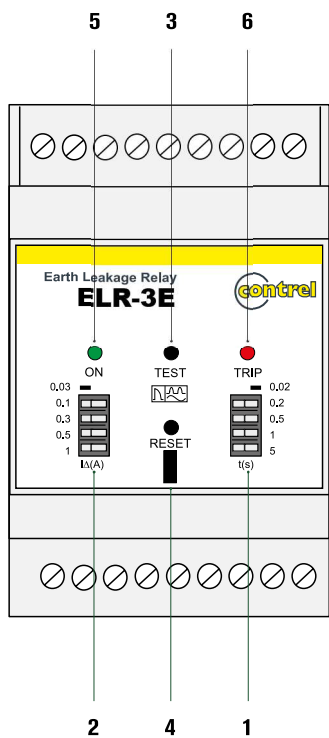 5 3 6
Earth Leakage Relay
ELR-3E
contrel
ON TEST TRIP
0.03 0.02
0.1 0.2
0.3 0.5
0.5 1
1 5
I∆(A) t(s)
RESET
2 4 1